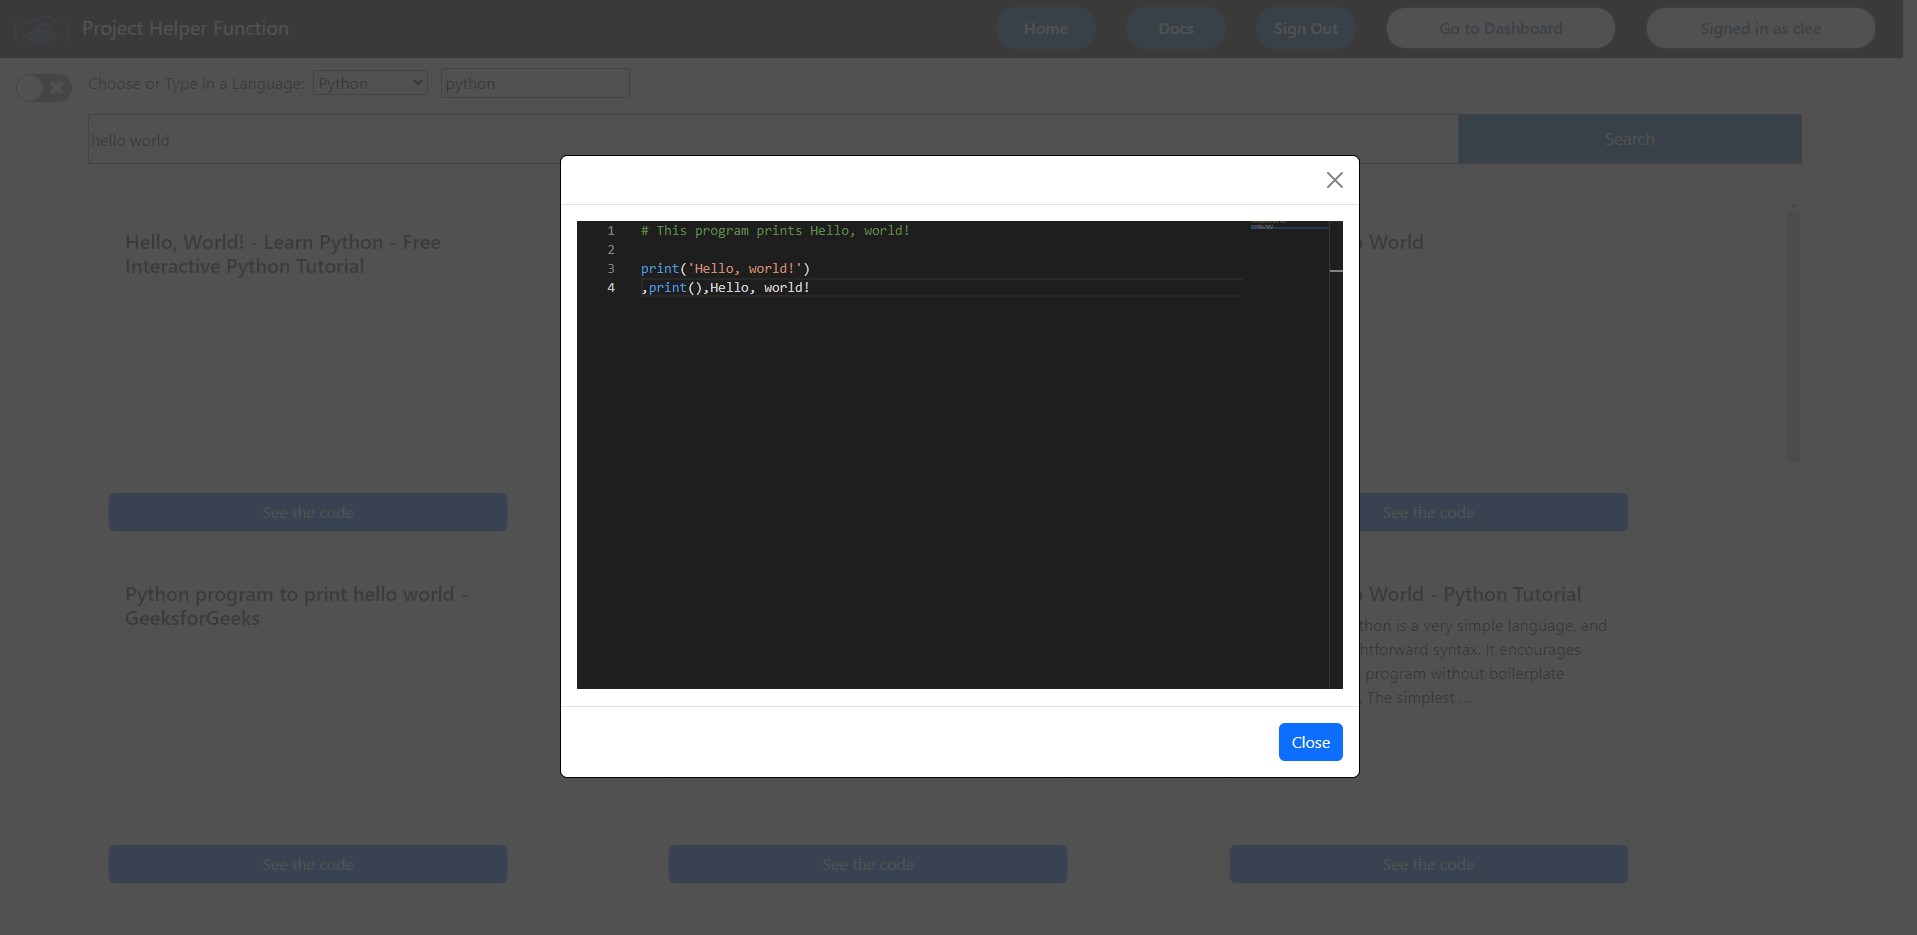 Project Helper Function
Home
Docs
Sign Out
Go to Dashboard
Signed in as clee
Choose or Type in a Language:
Python
python
hello world
Search
Hello, World! - Learn Python - Free
Interactive Python Tutorial
World
1 # This program prints Hello, world!
2
3 print('Hello, world!')
4 ,print(),Hello, world!
Close
See the code
See the code
Python program to print hello world -
GeeksforGeeks
World - Python Tutorial
is a very simple language, and
syntax. It encourages
program without boilerplate
The simplest ...
See the code
See the code
See the code